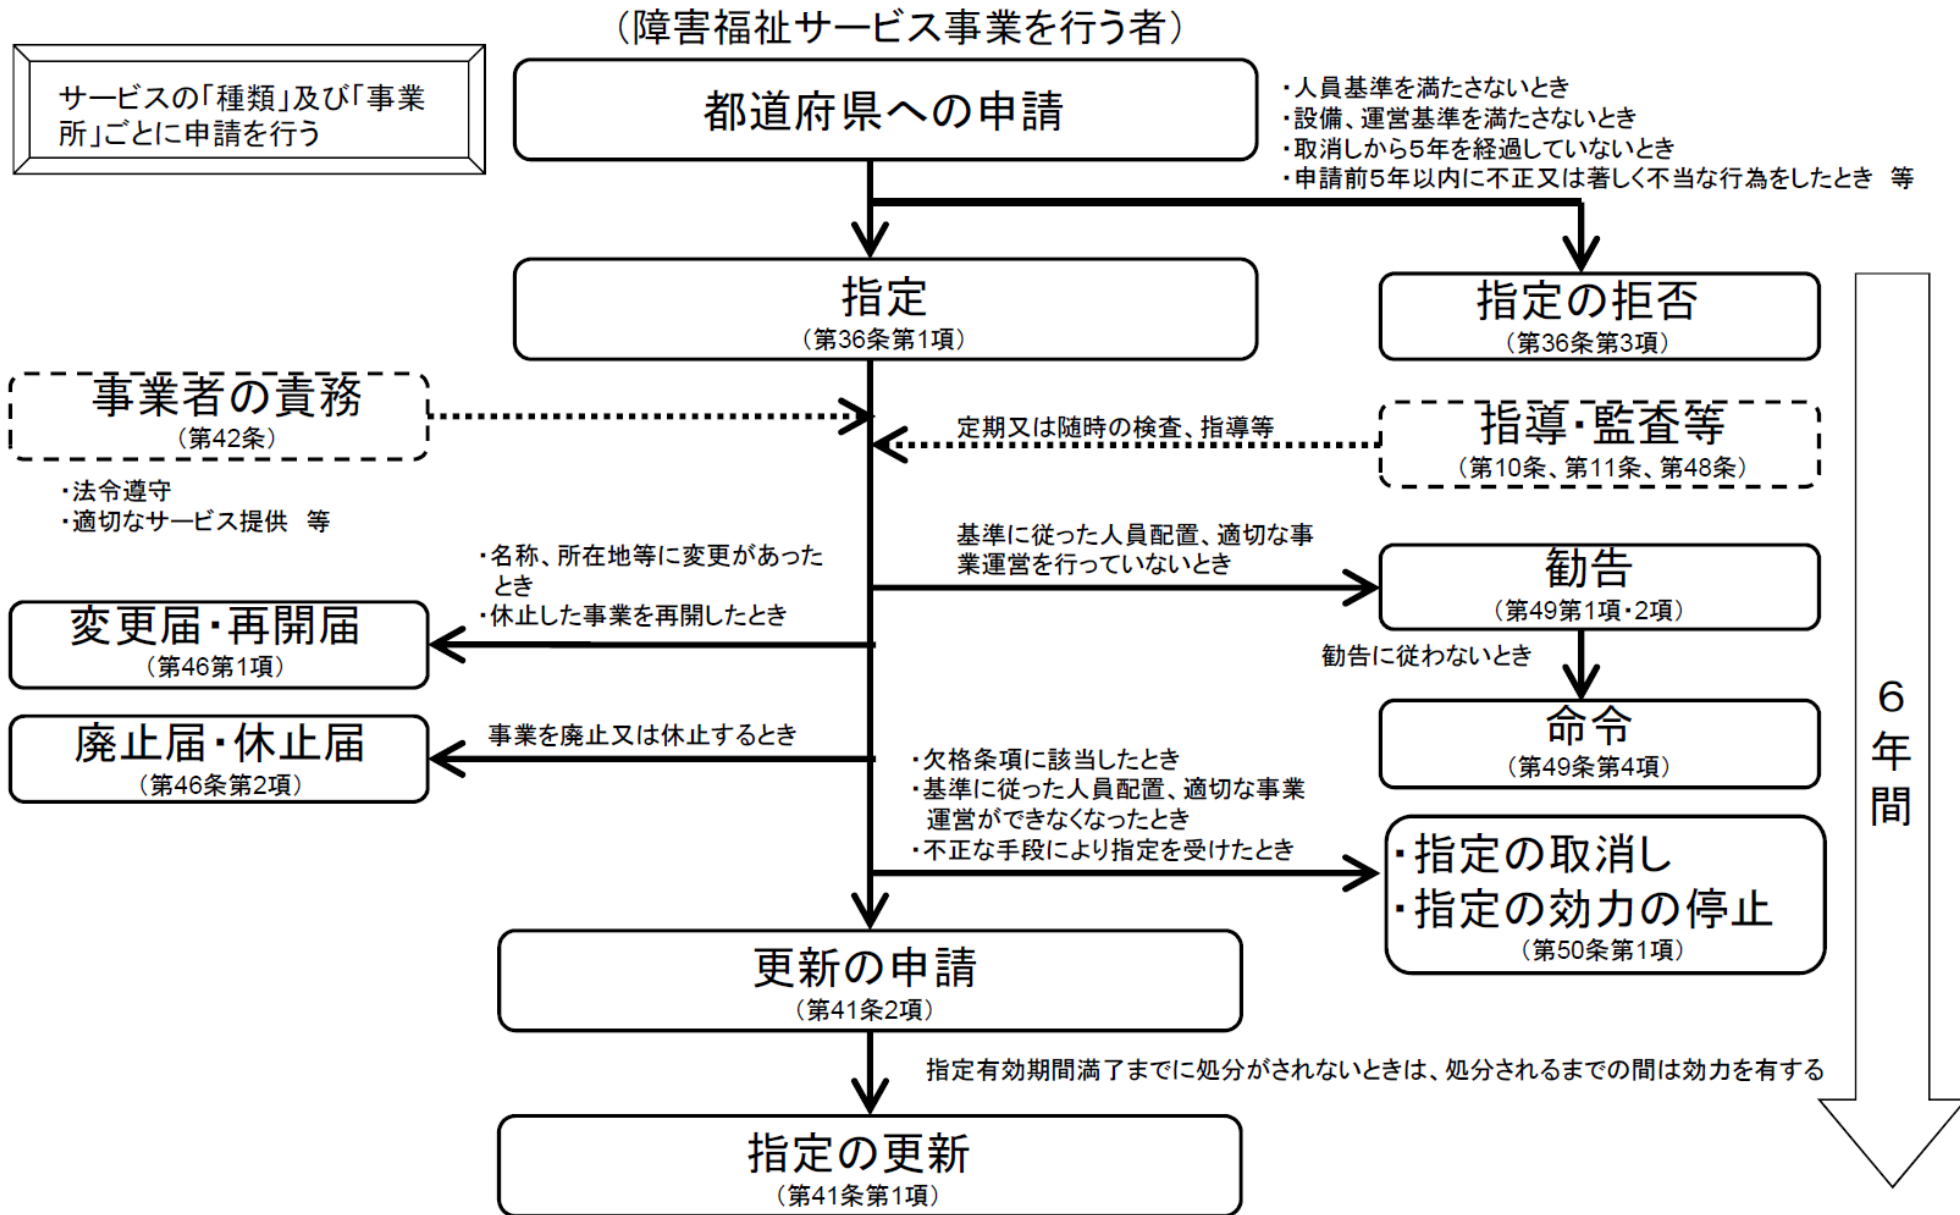 (障害福祉サービス事業を行う者)
サービスの「種類」及び「事業
所」ごとに申請を行う
都道府県への申請
・人員基準を満たさないとき
・設備、運営基準を満たさないとき
・取消しから5年を経過していないとき
・申請前5年以内に不正又は著しく不当な行為をしたとき 等
指定
(第36条第1項)
指定の拒否
(第36条第3項)
事業者の責務
(第42条)
・法令遵守
・適切なサービス提供 等
定期又は随時の検査、指導等
指導・監査等
(第10条、第11条、第48条)
・名称、所在地等に変更があった
とき
・休止した事業を再開したとき
変更届・再開届
(第46第1項)
基準に従った人員配置、適切な事
業運営を行っていないとき
勧告
(第49第1項・2項)
勧告に従わないとき
命令
(第49条第4項)
事業を廃止又は休止するとき
廃止届・休止届
(第46条第2項)
・欠格条項に該当したとき
・基準に従った人員配置、適切な事業
運営ができなくなったとき
・不正な手段により指定を受けたとき
・指定の取消し
・指定の効力の停止
(第50条第1項)
6年間
更新の申請
(第41条2項)
指定有効期間満了までに処分がされないときは、処分されるまでの間は効力を有する
指定の更新
(第41条第1項)